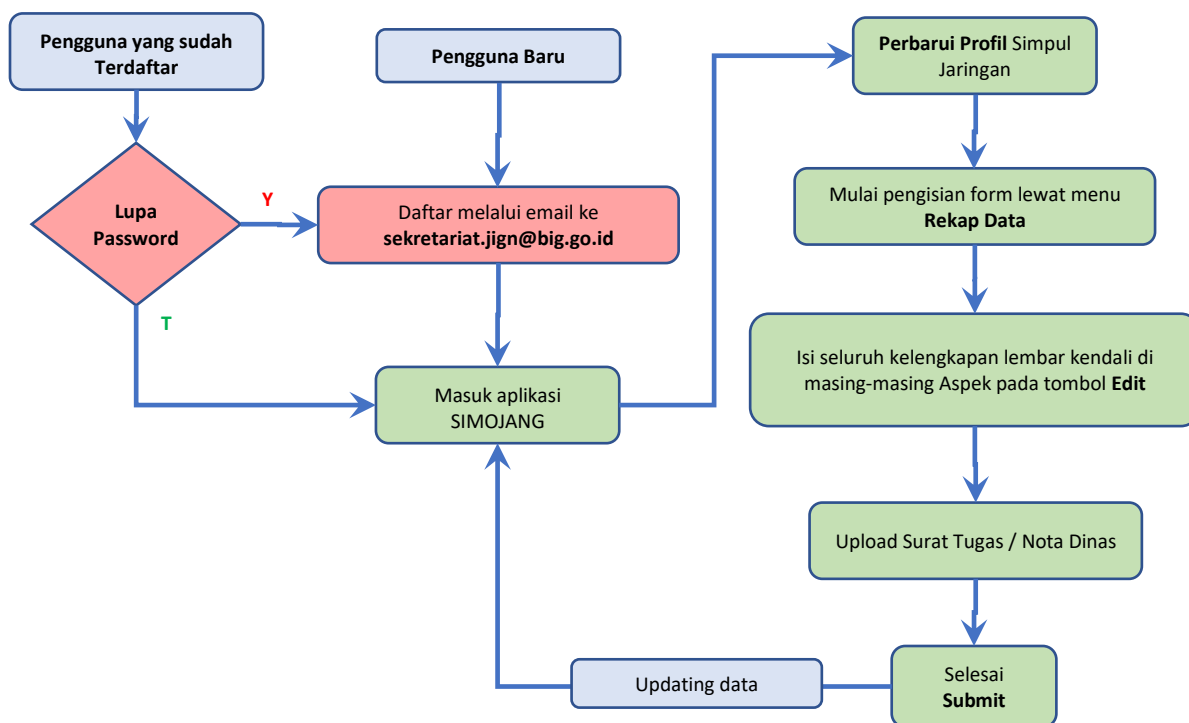 Pengguna yang sudah
Terdaftar
Pengguna Baru
Lupa
Password
Y
T
Daftar melalui email ke
sekretariat.jign@big.go.id
Masuk aplikasi
SIMOJANG
Perbarui Profil Simpul
Jaringan
Mulai pengisian form lewat menu
Rekap Data
Isi seluruh kelengkapan lembar kendali di
masing-masing Aspek pada tombol Edit
Upload Surat Tugas / Nota Dinas
Selesai
Submit
Updating data